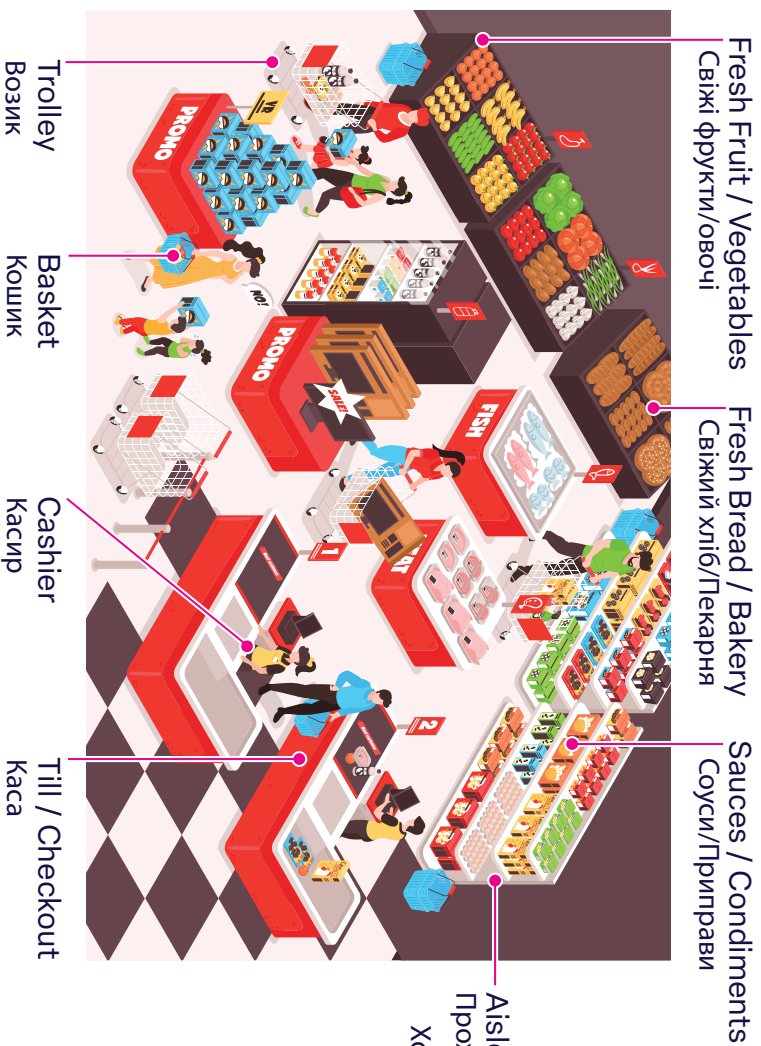 Fresh Fruit / Vegetables
Свіжі фрукти/овочі
Fresh Bread / Bakery
Свіжий хліб/Пекарня
Sauces / Condiments
Соуси/Приправи
FISH
2
1
SALE!
PROMO
NO!
VR
PROMO
Trolley
Возик
Basket
Кошик
Cashier
Касир
Till / Checkout
Каса